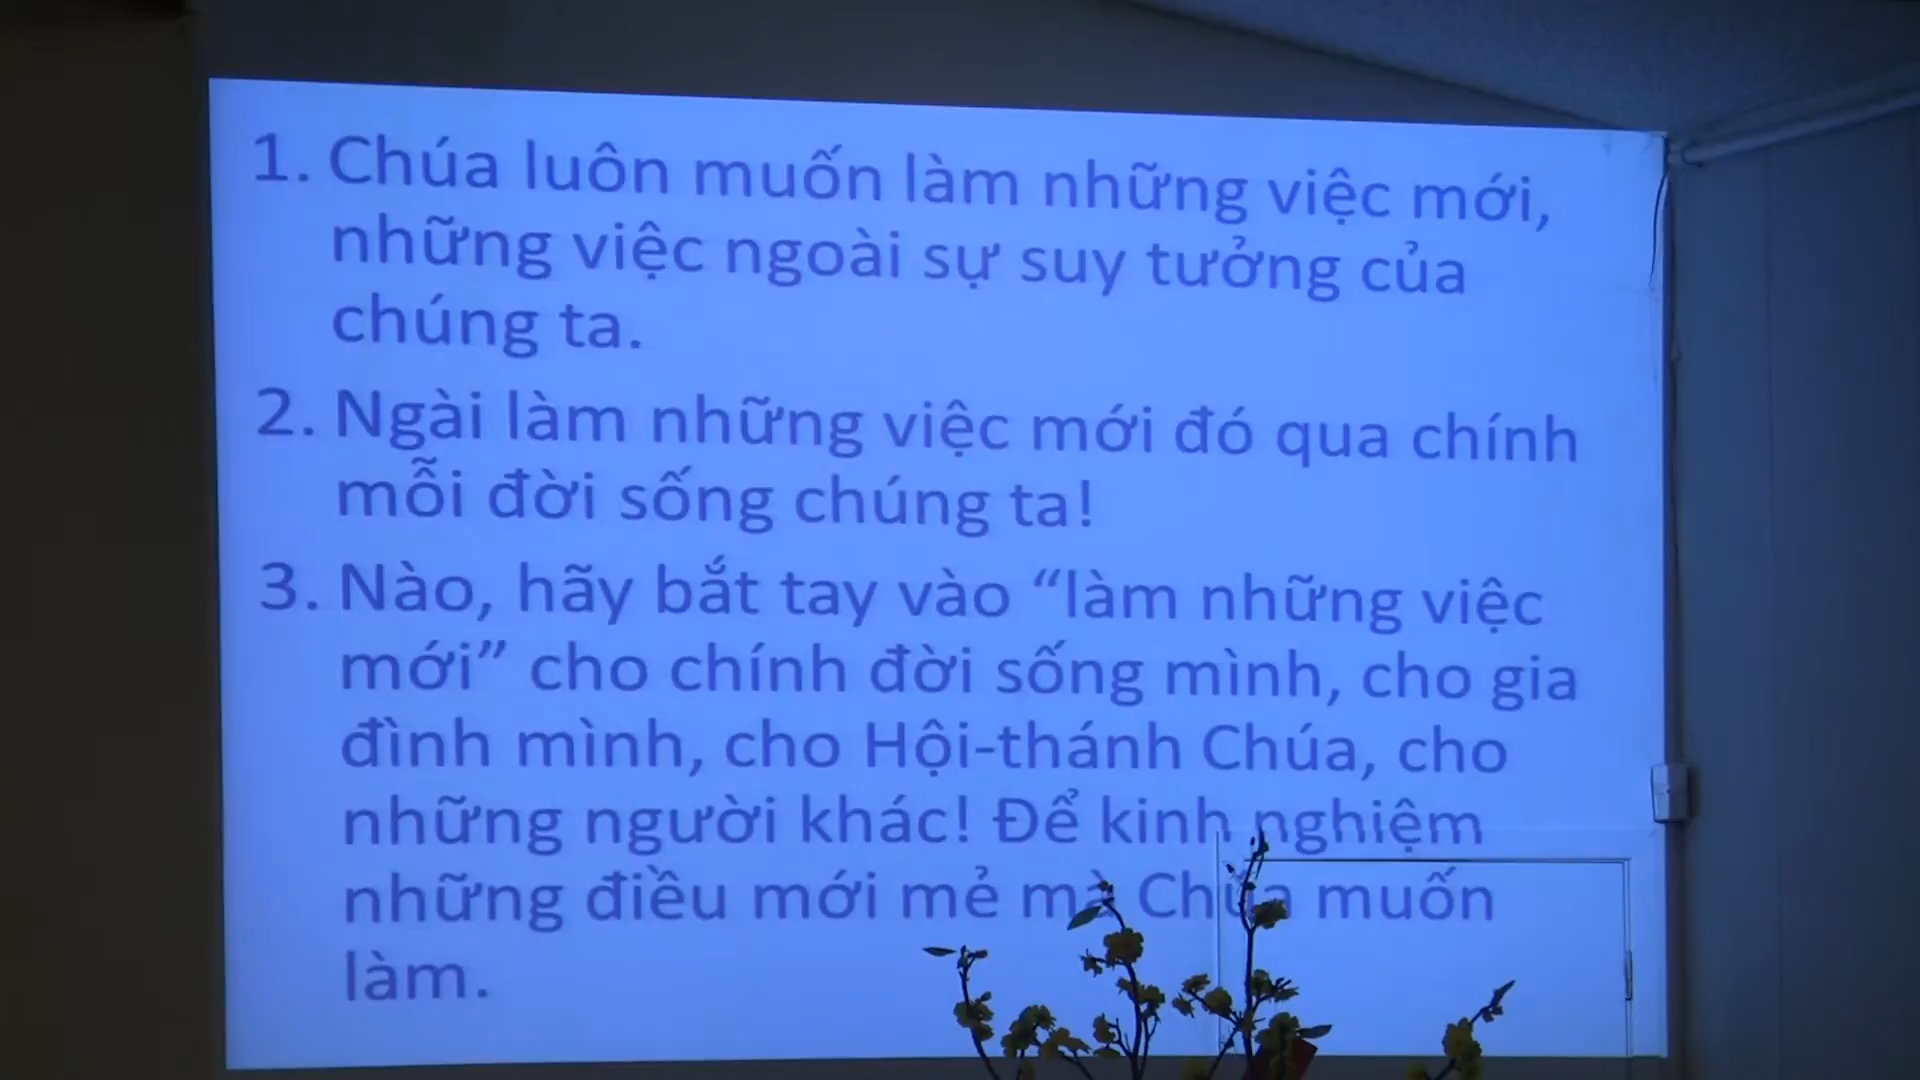 1. Chúa luôn muốn làm những việc mới,
những việc ngoài sự suy tưởng của
chúng ta.
2. Ngài làm những việc mới đó qua chính
mỗi đời sống chúng ta!
3. Nào, hãy bắt tay vào “làm những việc
mới” cho chính đời sống mình, cho gia
đình mình, cho Hội-thánh Chúa, cho
những người khác! Để kinh nghiệm
những điều mới mẻ mà Chúa muốn
làm.